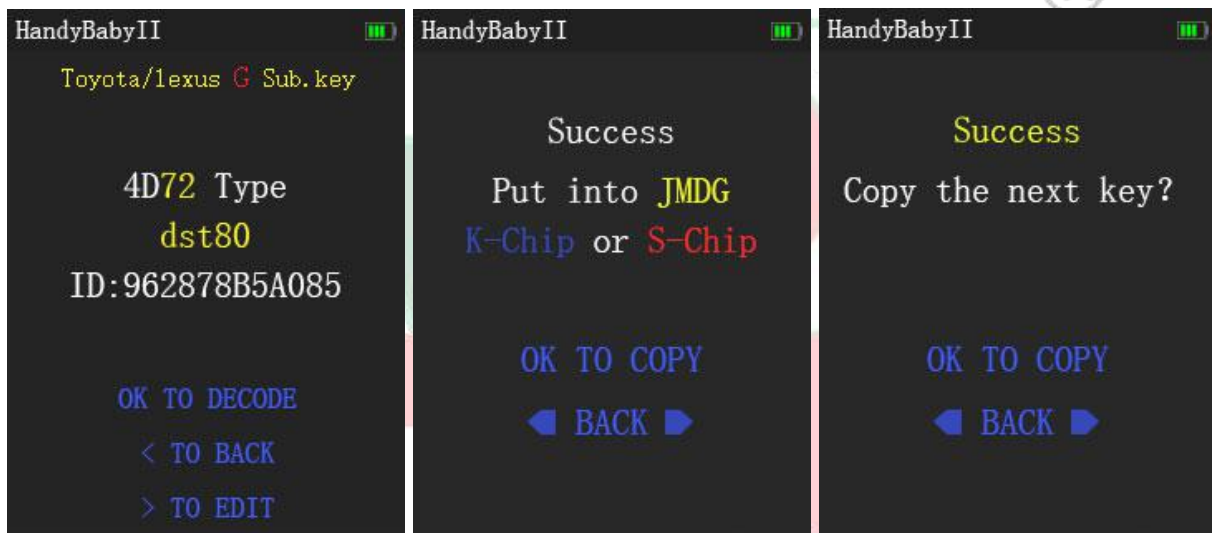 HandyBabyII
Toyota/lexus G Sub.key
4D72 Type
dst80
ID:962878B5A085
OK TO DECODE
< TO BACK
> TO EDIT
HandyBabyII
Success
Put into JMDG
K-Chip or S-Chip
OK TO COPY
BACK
HandyBabyII
Success
Copy the next key?
OK TO COPY
BACK